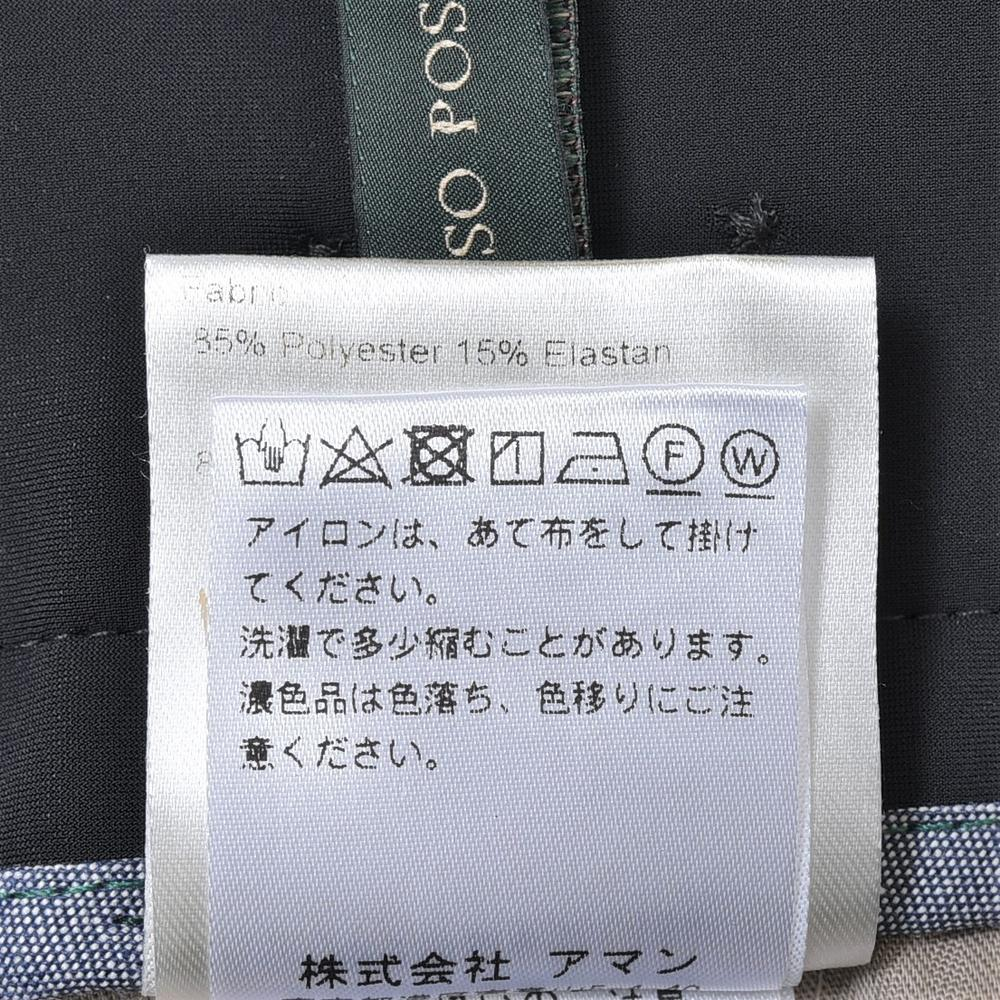 SO POS
Fabric
85% Polyester 15% Elastan
F W
アイロンは、あて布をして掛け
てください。
洗濯で多少縮むことがあります。
濃色品は色落ち、色移りにご注
意ください。
株式会社 アマン